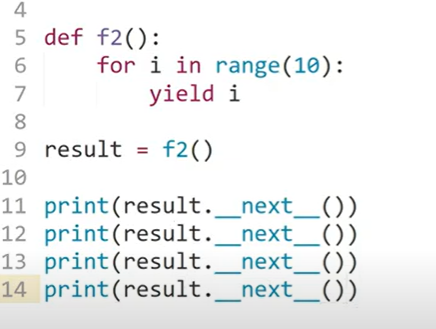 4
5 def f2():
6     for i in range(10):
7         yield i
8
9 result = f2()
10
11 print(result.__next__())
12 print(result.__next__())
13 print(result.__next__())
14 print(result.__next__())